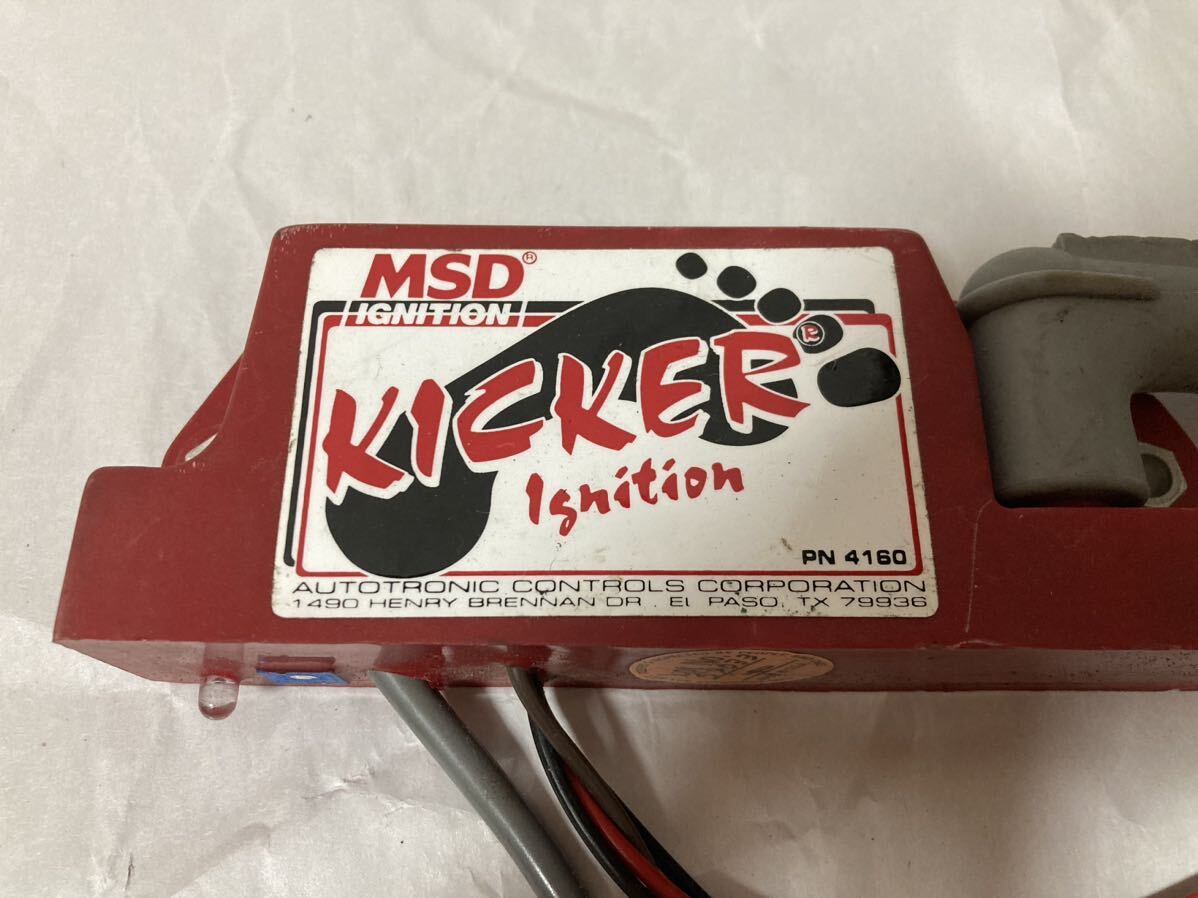 MSD®
IGNITION
KICKER®
Ignition
PN 4160
AUTOTRONIC CONTROLS CORPORATION
1490 HENRY BRENNAN DR. El PASO, TX 79936